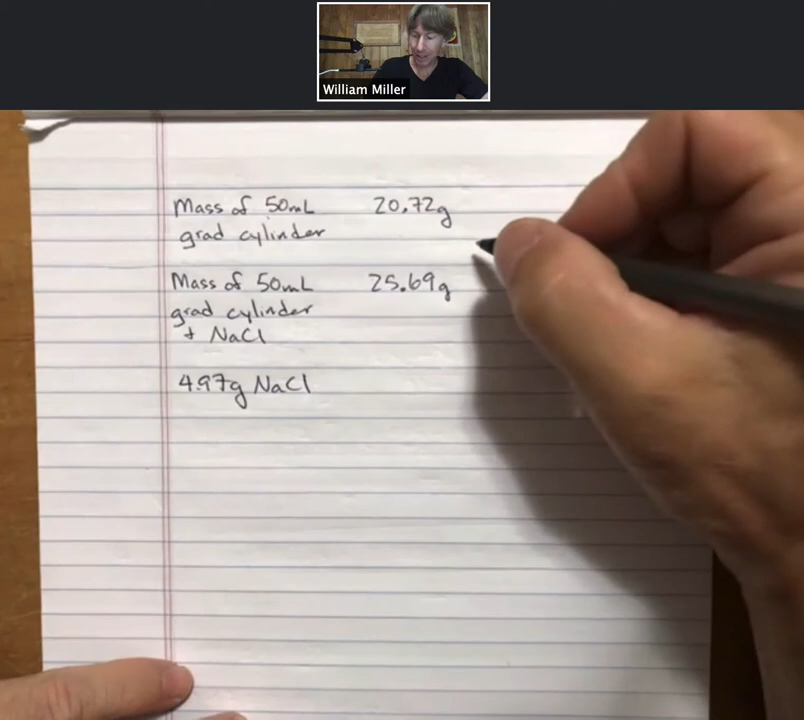 William Miller
Mass of 50mL 20.72g
grad cylinder
Mass of 50mL 25.69g
grad cylinder
+ NaCl
4.97g NaCl